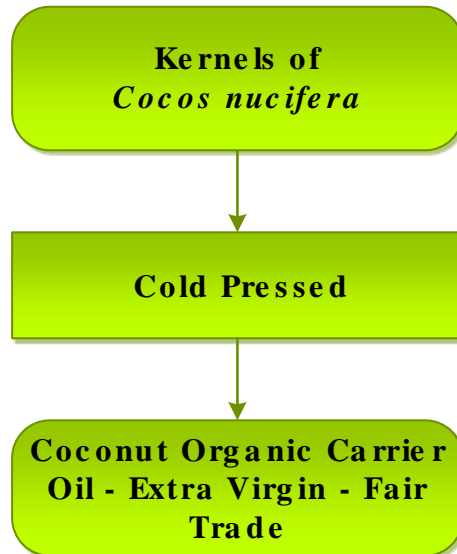 Kernels of
Cocos nucifera
Cold Pressed
Coconut Organic Carrier
Oil - Extra Virgin - Fair
Trade